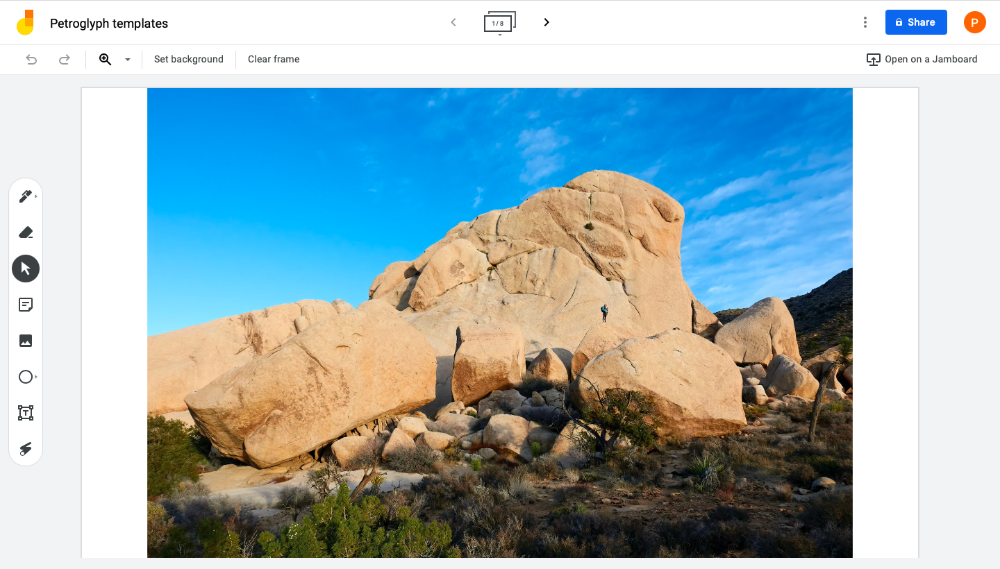 Petroglyph templates
1 / 8
Share
P
Set background
Clear frame
Open on a Jamboard